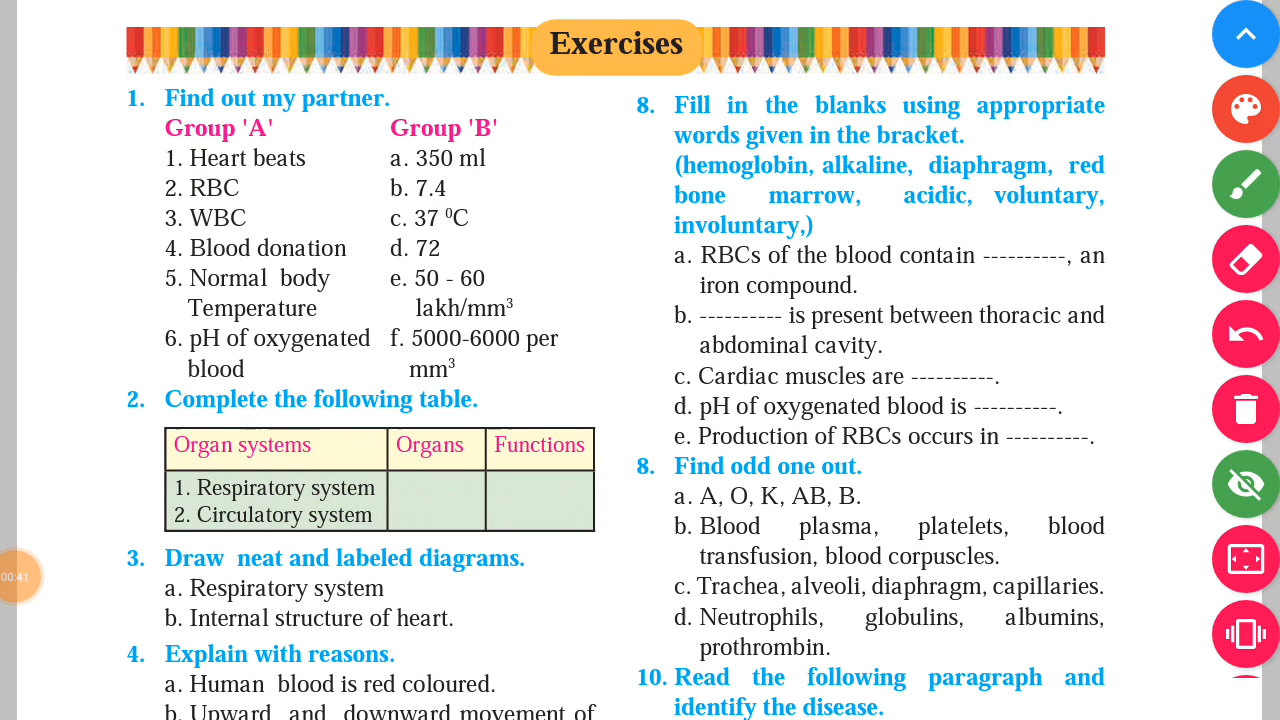 Exercises
1. Find out my partner.
Group 'A' Group 'B'
1. Heart beats a. 350 ml
2. RBC b. 7.4
3. WBC c. 37 ⁰C
4. Blood donation d. 72
5. Normal body e. 50 - 60
Temperature lakh/mm³
6. pH of oxygenated f. 5000-6000 per
blood mm³
2. Complete the following table.
Organ systems Organs Functions
1. Respiratory system
2. Circulatory system
3. Draw neat and labeled diagrams.
a. Respiratory system
b. Internal structure of heart.
4. Explain with reasons.
a. Human blood is red coloured.
b. Upward and downward movement of
8. Fill in the blanks using appropriate
words given in the bracket.
(hemoglobin, alkaline, diaphragm, red
bone marrow, acidic, voluntary,
involuntary,)
a. RBCs of the blood contain ----------, an
iron compound.
b. ---------- is present between thoracic and
abdominal cavity.
c. Cardiac muscles are ----------.
d. pH of oxygenated blood is ----------.
e. Production of RBCs occurs in ----------.
8. Find odd one out.
a. A, O, K, AB, B.
b. Blood plasma, platelets, blood
transfusion, blood corpuscles.
c. Trachea, alveoli, diaphragm, capillaries.
d. Neutrophils, globulins, albumins,
prothrombin.
10. Read the following paragraph and
identify the disease.
00:41